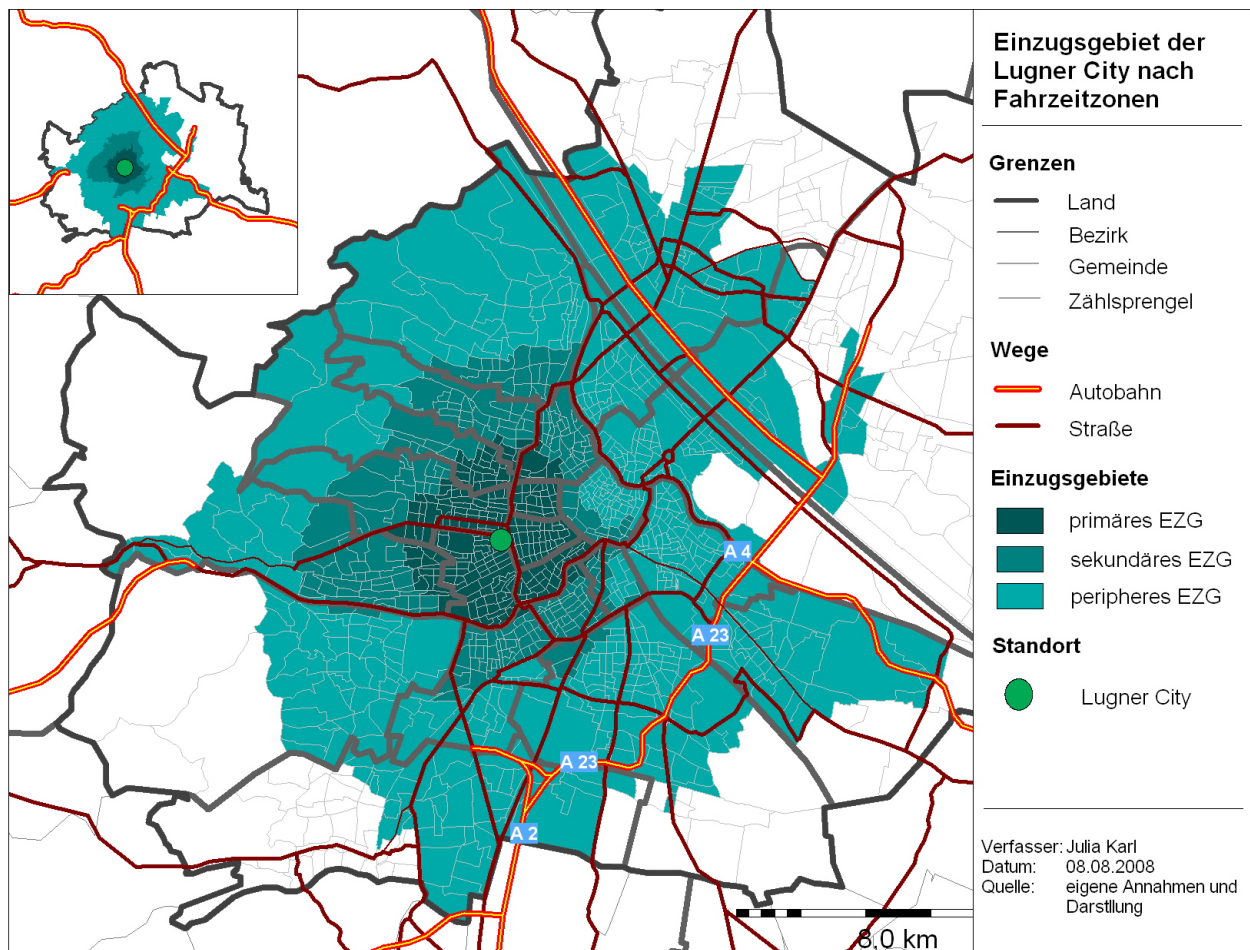 Einzugsgebiet der
Lugner City nach
Fahrzeitzonen
Grenzen
Land
Bezirk
Gemeinde
Zählsprengel
Wege
Autobahn
Straße
Einzugsgebiete
primäres EZG
sekundäres EZG
peripheres EZG
Standort
Lugner City
Verfasser: Julia Karl
Datum: 08.08.2008
Quelle: eigene Annahmen und
Darstllung
A 4
A 23
A 23
A 2
8,0 km